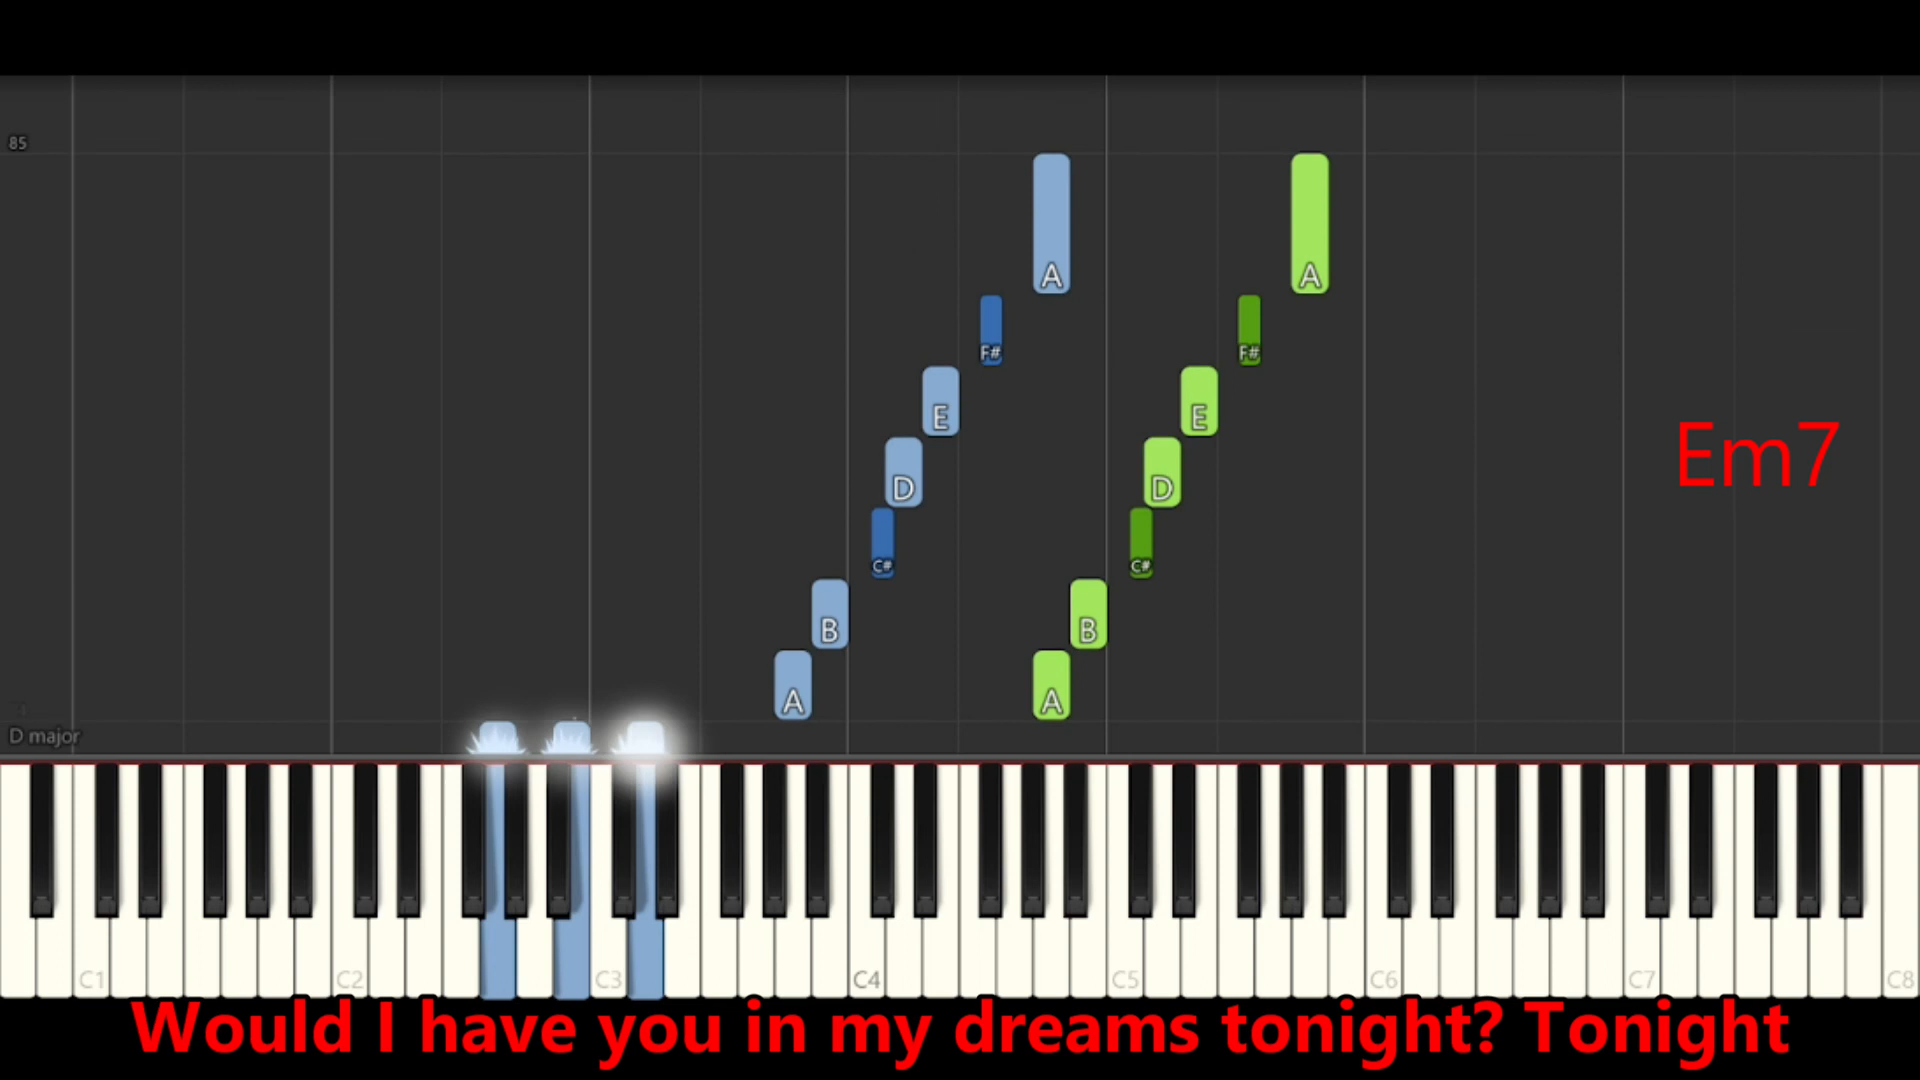 85
A A
F# F#
E E
Em7
D D
C# C#
B B
A A
D major
C1 C2 C3 C4 C5 C6 C7 C8
Would I have you in my dreams tonight? Tonight